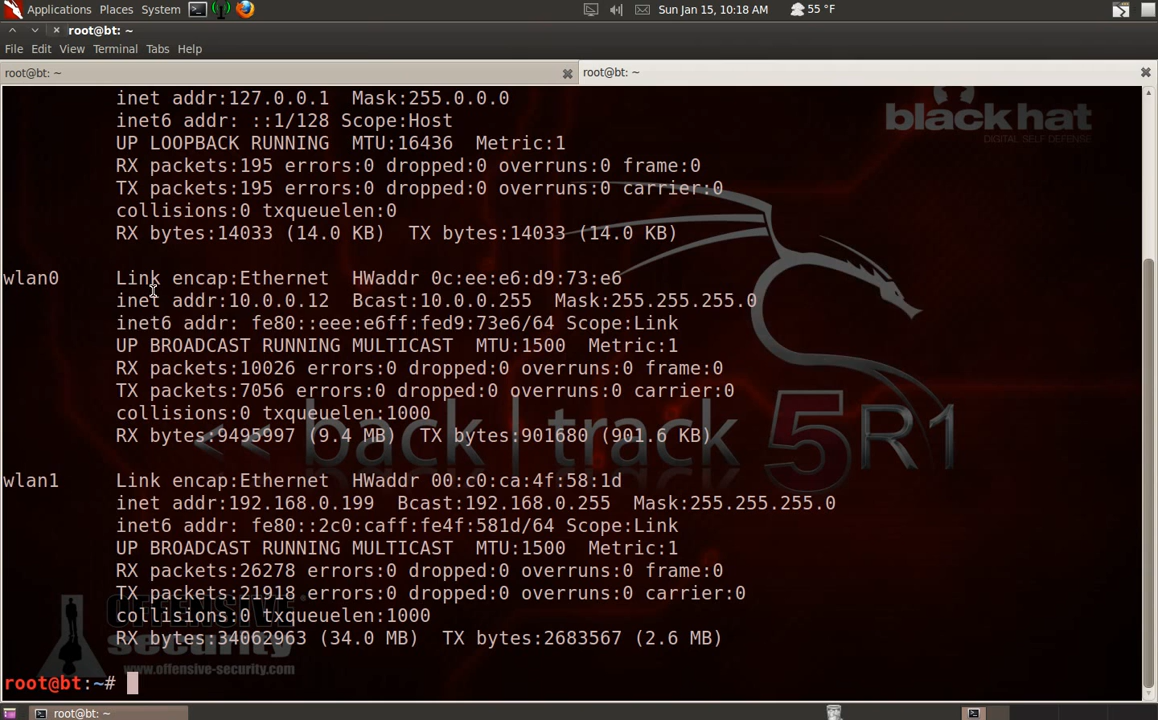 Applications Places System Sun Jan 15, 10:18 AM 55 °F
root@bt: ~
File Edit View Terminal Tabs Help
root@bt: ~ root@bt: ~
inet addr:127.0.0.1 Mask:255.0.0.0
inet6 addr: ::1/128 Scope:Host
UP LOOPBACK RUNNING MTU:16436 Metric:1
RX packets:195 errors:0 dropped:0 overruns:0 frame:0
TX packets:195 errors:0 dropped:0 overruns:0 carrier:0
collisions:0 txqueuelen:0
RX bytes:14033 (14.0 KB) TX bytes:14033 (14.0 KB)
wlan0 Link encap:Ethernet HWaddr 0c:ee:e6:d9:73:e6
inet addr:10.0.0.12 Bcast:10.0.0.255 Mask:255.255.255.0
inet6 addr: fe80::eee:e6ff:fed9:73e6/64 Scope:Link
UP BROADCAST RUNNING MULTICAST MTU:1500 Metric:1
RX packets:10026 errors:0 dropped:0 overruns:0 frame:0
TX packets:7056 errors:0 dropped:0 overruns:0 carrier:0
collisions:0 txqueuelen:1000
RX bytes:9495997 (9.4 MB) TX bytes:901680 (901.6 KB)
wlan1 Link encap:Ethernet HWaddr 00:c0:ca:4f:58:1d
inet addr:192.168.0.199 Bcast:192.168.0.255 Mask:255.255.255.0
inet6 addr: fe80::2c0:caff:fe4f:581d/64 Scope:Link
UP BROADCAST RUNNING MULTICAST MTU:1500 Metric:1
RX packets:26278 errors:0 dropped:0 overruns:0 frame:0
TX packets:21918 errors:0 dropped:0 overruns:0 carrier:0
collisions:0 txqueuelen:1000
RX bytes:34062963 (34.0 MB) TX bytes:2683567 (2.6 MB)
root@bt:~#
black hat
DIGITAL SELF DEFENSE
<< back | track 5R1
OFFENSIVE
security
www.offensive-security.com
root@bt: ~